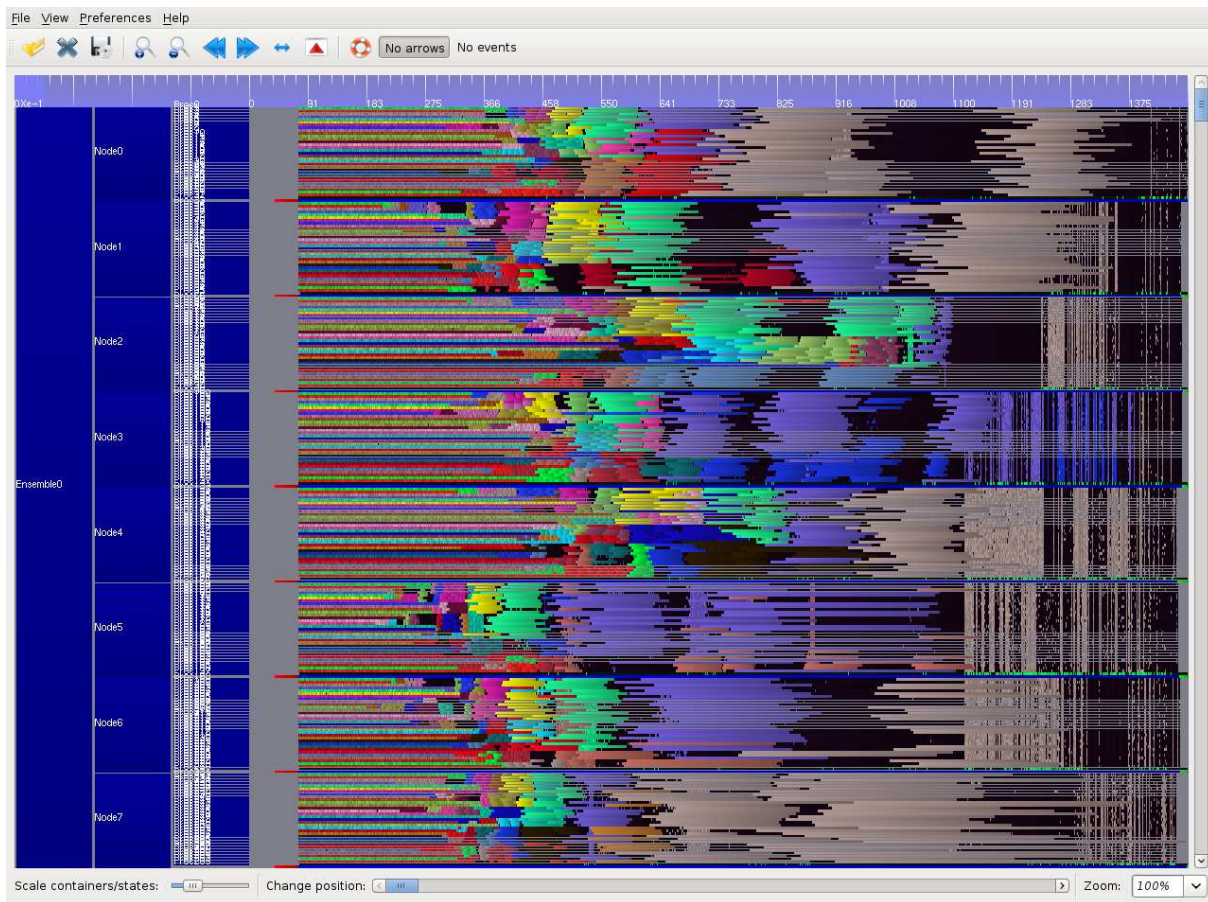 File View Preferences Help
No arrows No events
0Xe-1 0 91 183 275 366 458 550 641 733 825 916 1008 1100 1191 1283 1375
Node0
Node1
Node2
Node3
Ensemble0
Node4
Node5
Node6
Node7
Scale containers/states: Change position: Zoom: 100%